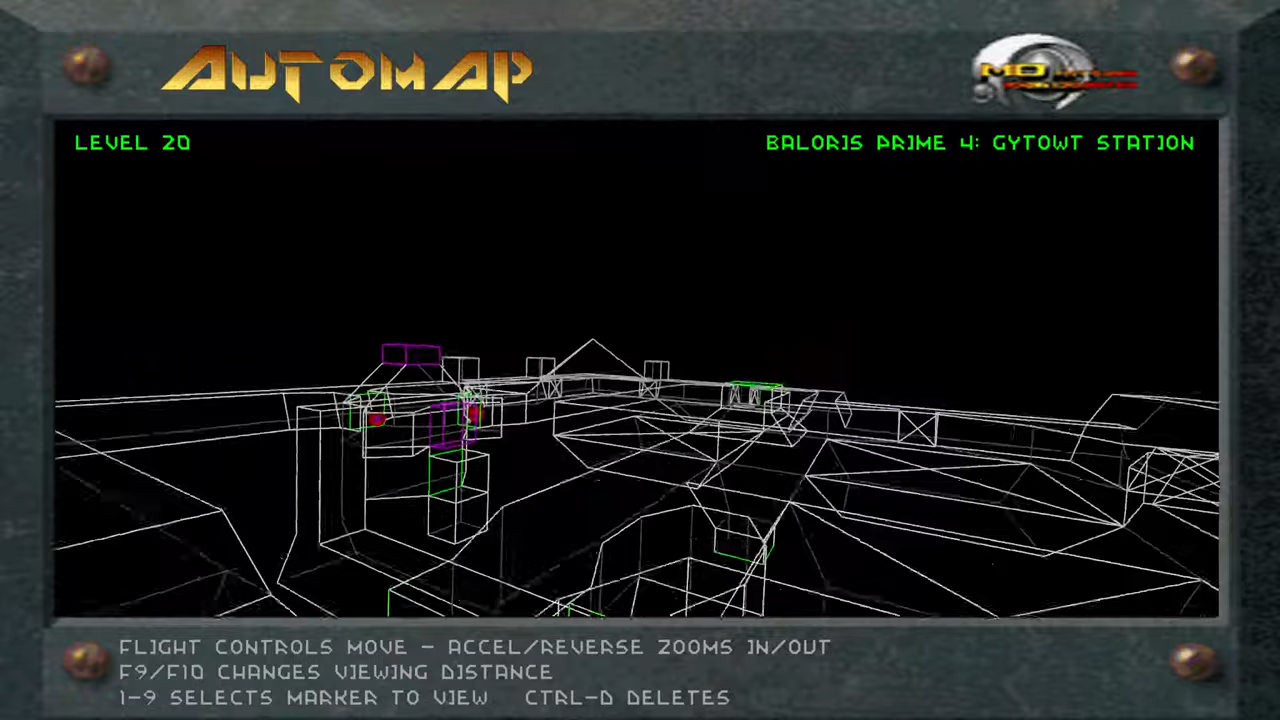 AUTOMAP
MD
LEVEL 20
BALORIS PRIME 4: GYTOWT STATION
FLIGHT CONTROLS MOVE - ACCEL/REVERSE ZOOMS IN/OUT
F9/F10 CHANGES VIEWING DISTANCE
1-9 SELECTS MARKER TO VIEW CTRL-D DELETES